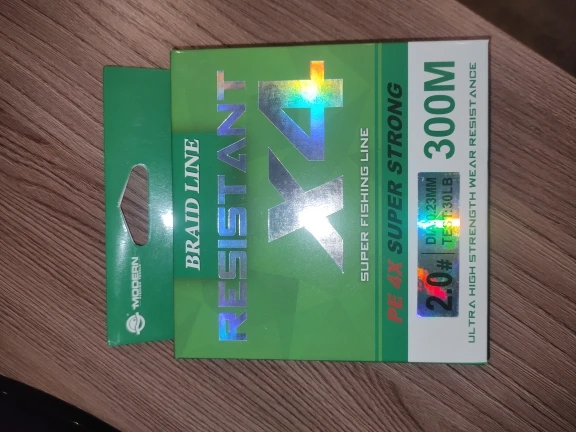 MODERN
BRAID LINE
RESISTANT
X4
SUPER FISHING LINE
PE 4X SUPER STRONG
2.0#
DIA:0.23MM
TEST:30LB
300M
ULTRA HIGH STRENGTH WEAR RESISTANCE